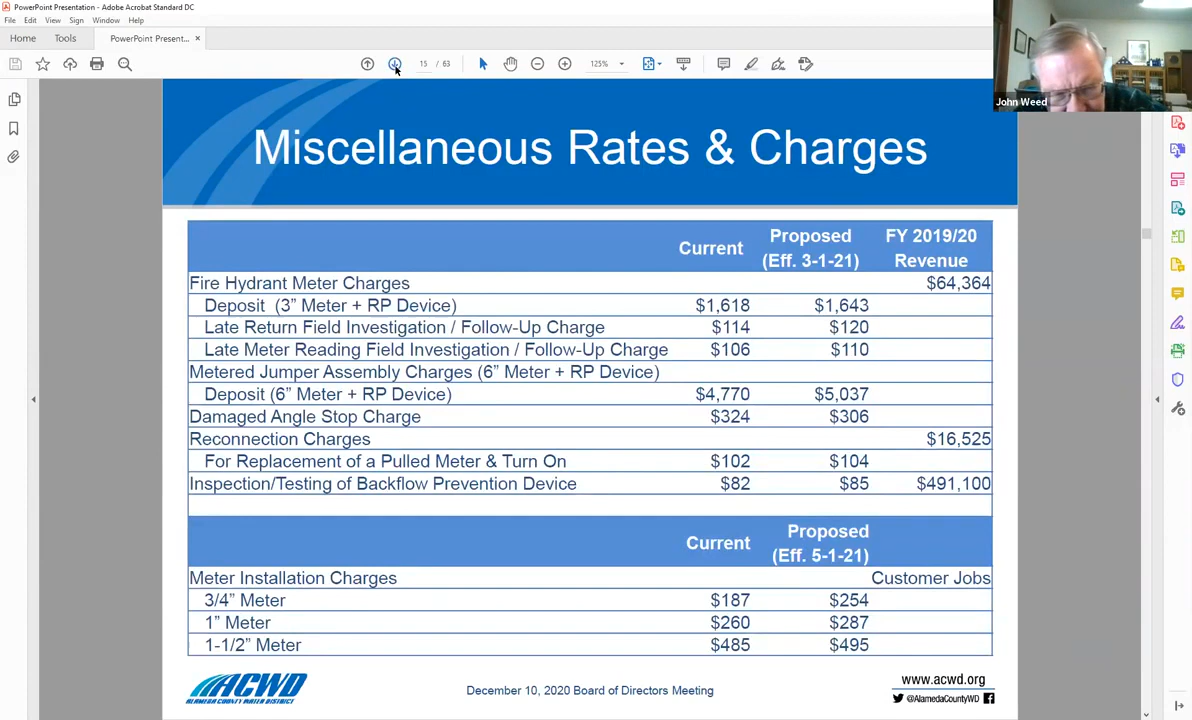 PowerPoint Presentation - Adobe Acrobat Standard DC
File Edit View Sign Window Help
Home Tools PowerPoint Present... ×
15 / 63 125%
John Weed
Miscellaneous Rates & Charges
Current Proposed (Eff. 3-1-21) FY 2019/20 Revenue
Fire Hydrant Meter Charges $64,364
Deposit (3” Meter + RP Device) $1,618 $1,643
Late Return Field Investigation / Follow-Up Charge $114 $120
Late Meter Reading Field Investigation / Follow-Up Charge $106 $110
Metered Jumper Assembly Charges (6” Meter + RP Device)
Deposit (6” Meter + RP Device) $4,770 $5,037
Damaged Angle Stop Charge $324 $306
Reconnection Charges $16,525
For Replacement of a Pulled Meter & Turn On $102 $104
Inspection/Testing of Backflow Prevention Device $82 $85 $491,100
Current Proposed (Eff. 5-1-21)
Meter Installation Charges Customer Jobs
3/4” Meter $187 $254
1” Meter $260 $287
1-1/2” Meter $485 $495
ACWD
ALAMEDA COUNTY WATER DISTRICT
December 10, 2020 Board of Directors Meeting
www.acwd.org
@AlamedaCountyWD